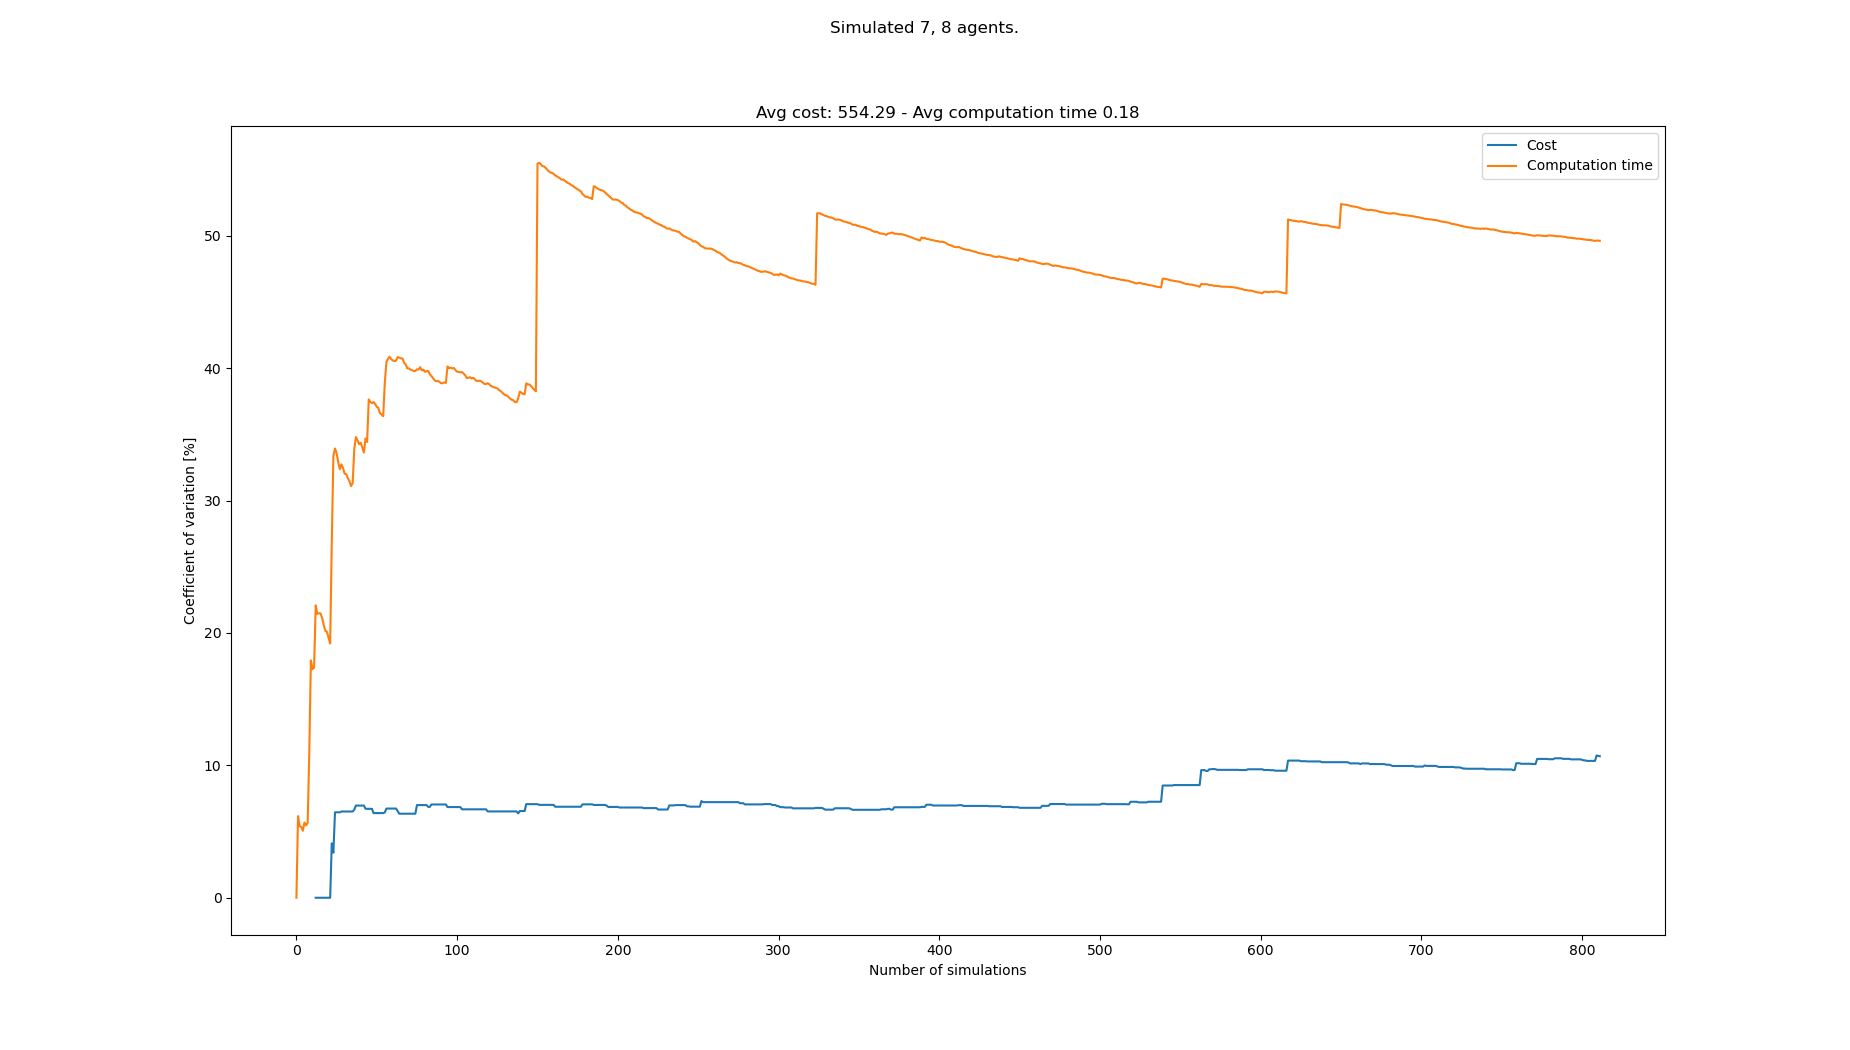 Simulated 7, 8 agents.
Avg cost: 554.29 - Avg computation time 0.18
Cost
Computation time
Coefficient of variation [%]
50
40
30
20
10
0
0 100 200 300 400 500 600 700 800
Number of simulations